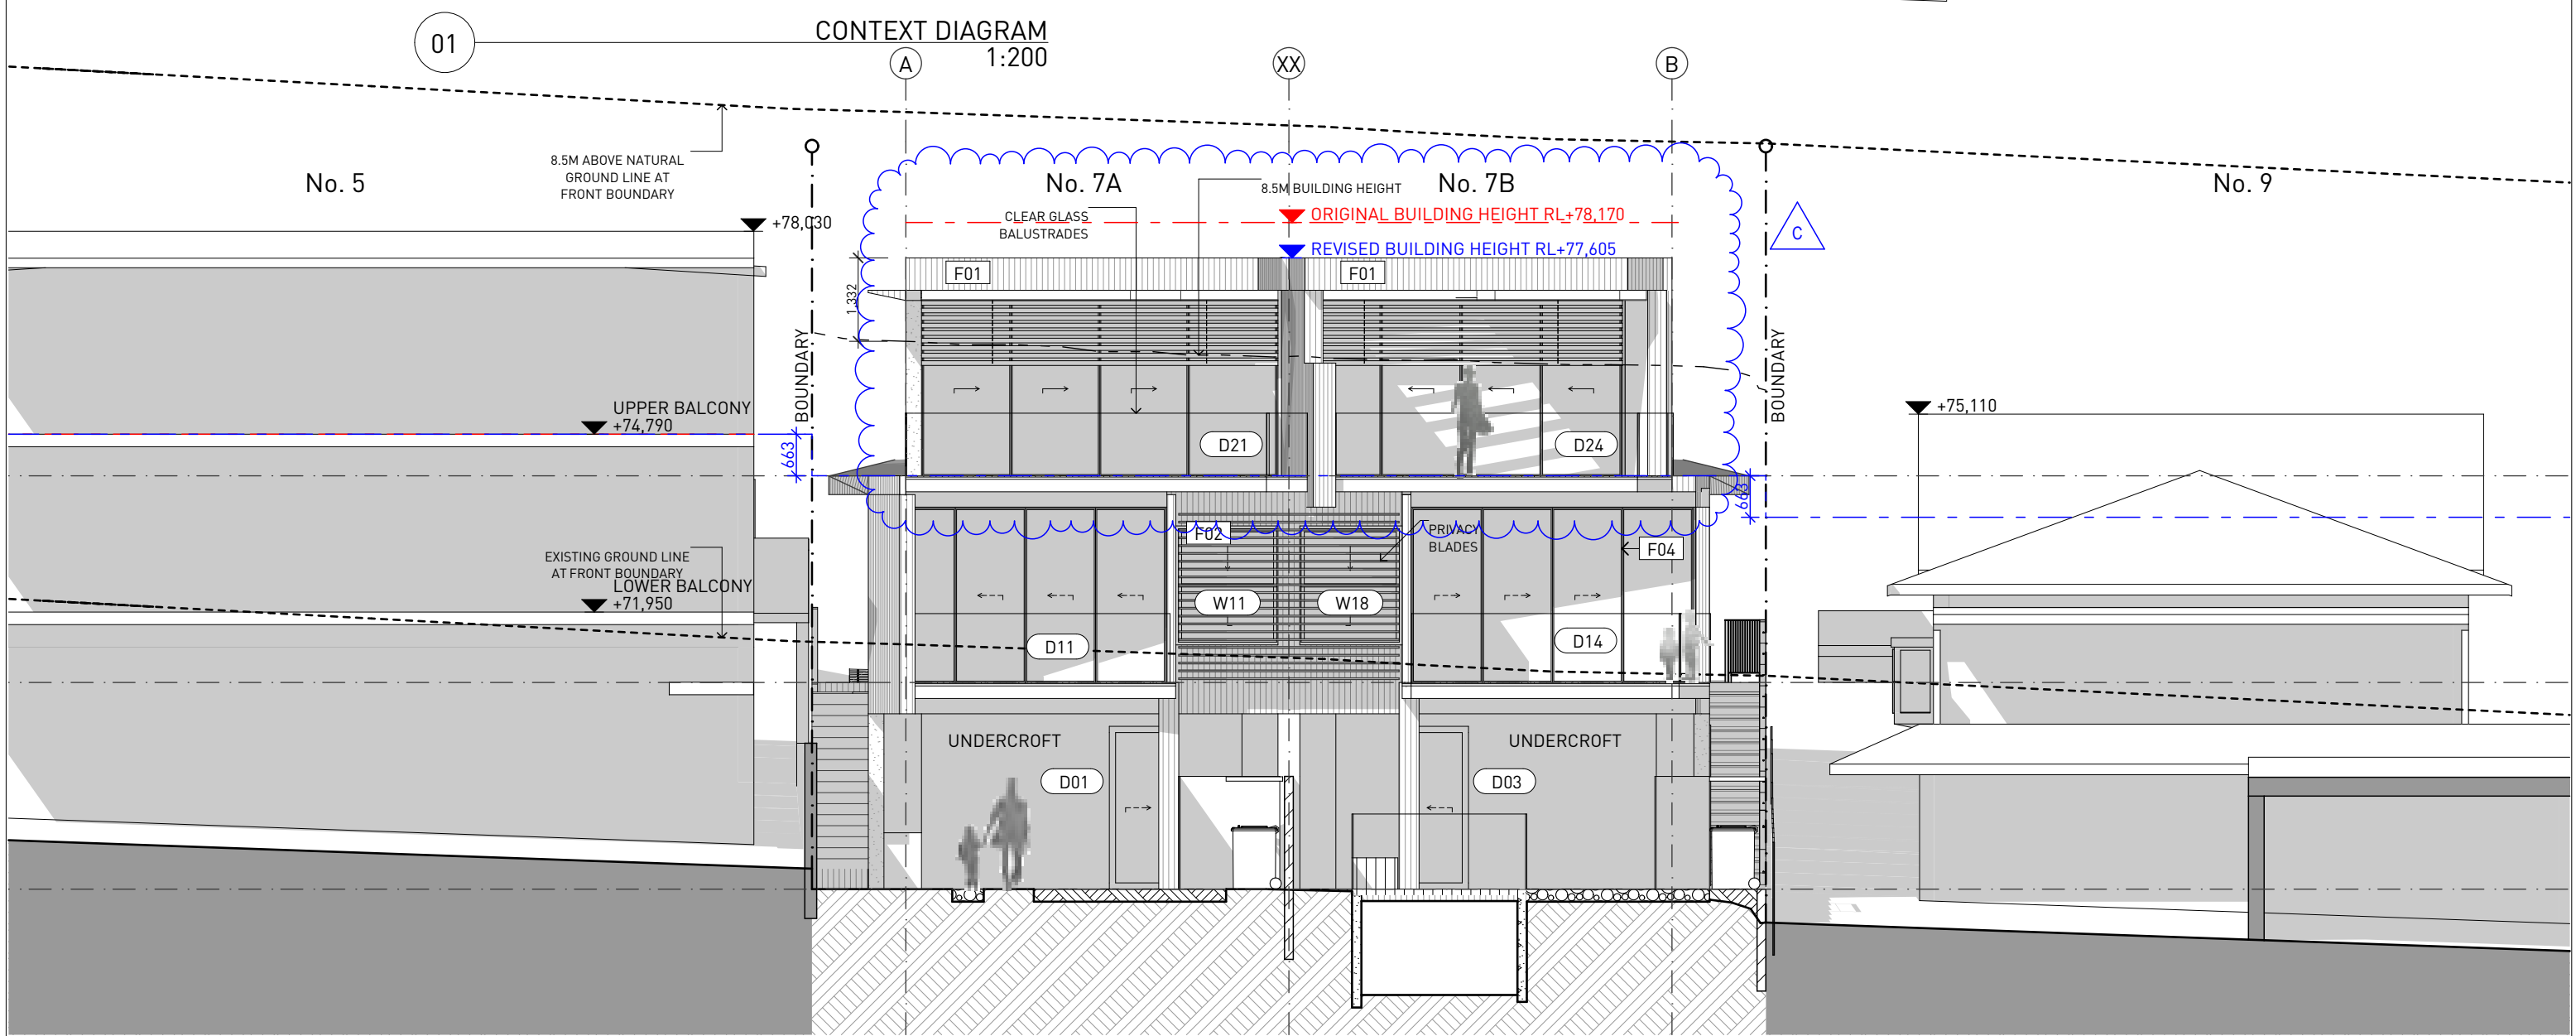 01
CONTEXT DIAGRAM
1:200
A
XX
B
8.5M ABOVE NATURAL
GROUND LINE AT
FRONT BOUNDARY
No. 5
No. 7A
No. 7B
No. 9
8.5M BUILDING HEIGHT
CLEAR GLASS
BALUSTRADES
ORIGINAL BUILDING HEIGHT RL+78,170
REVISED BUILDING HEIGHT RL+77,605
C
+78,030
F01
F01
1,332
BOUNDARY
BOUNDARY
UPPER BALCONY
+74,790
663
D21
D24
+75,110
663
EXISTING GROUND LINE
AT FRONT BOUNDARY
LOWER BALCONY
+71,950
F02
PRIVACY
BLADES
F04
W11
W18
D11
D14
UNDERCROFT
UNDERCROFT
D01
D03